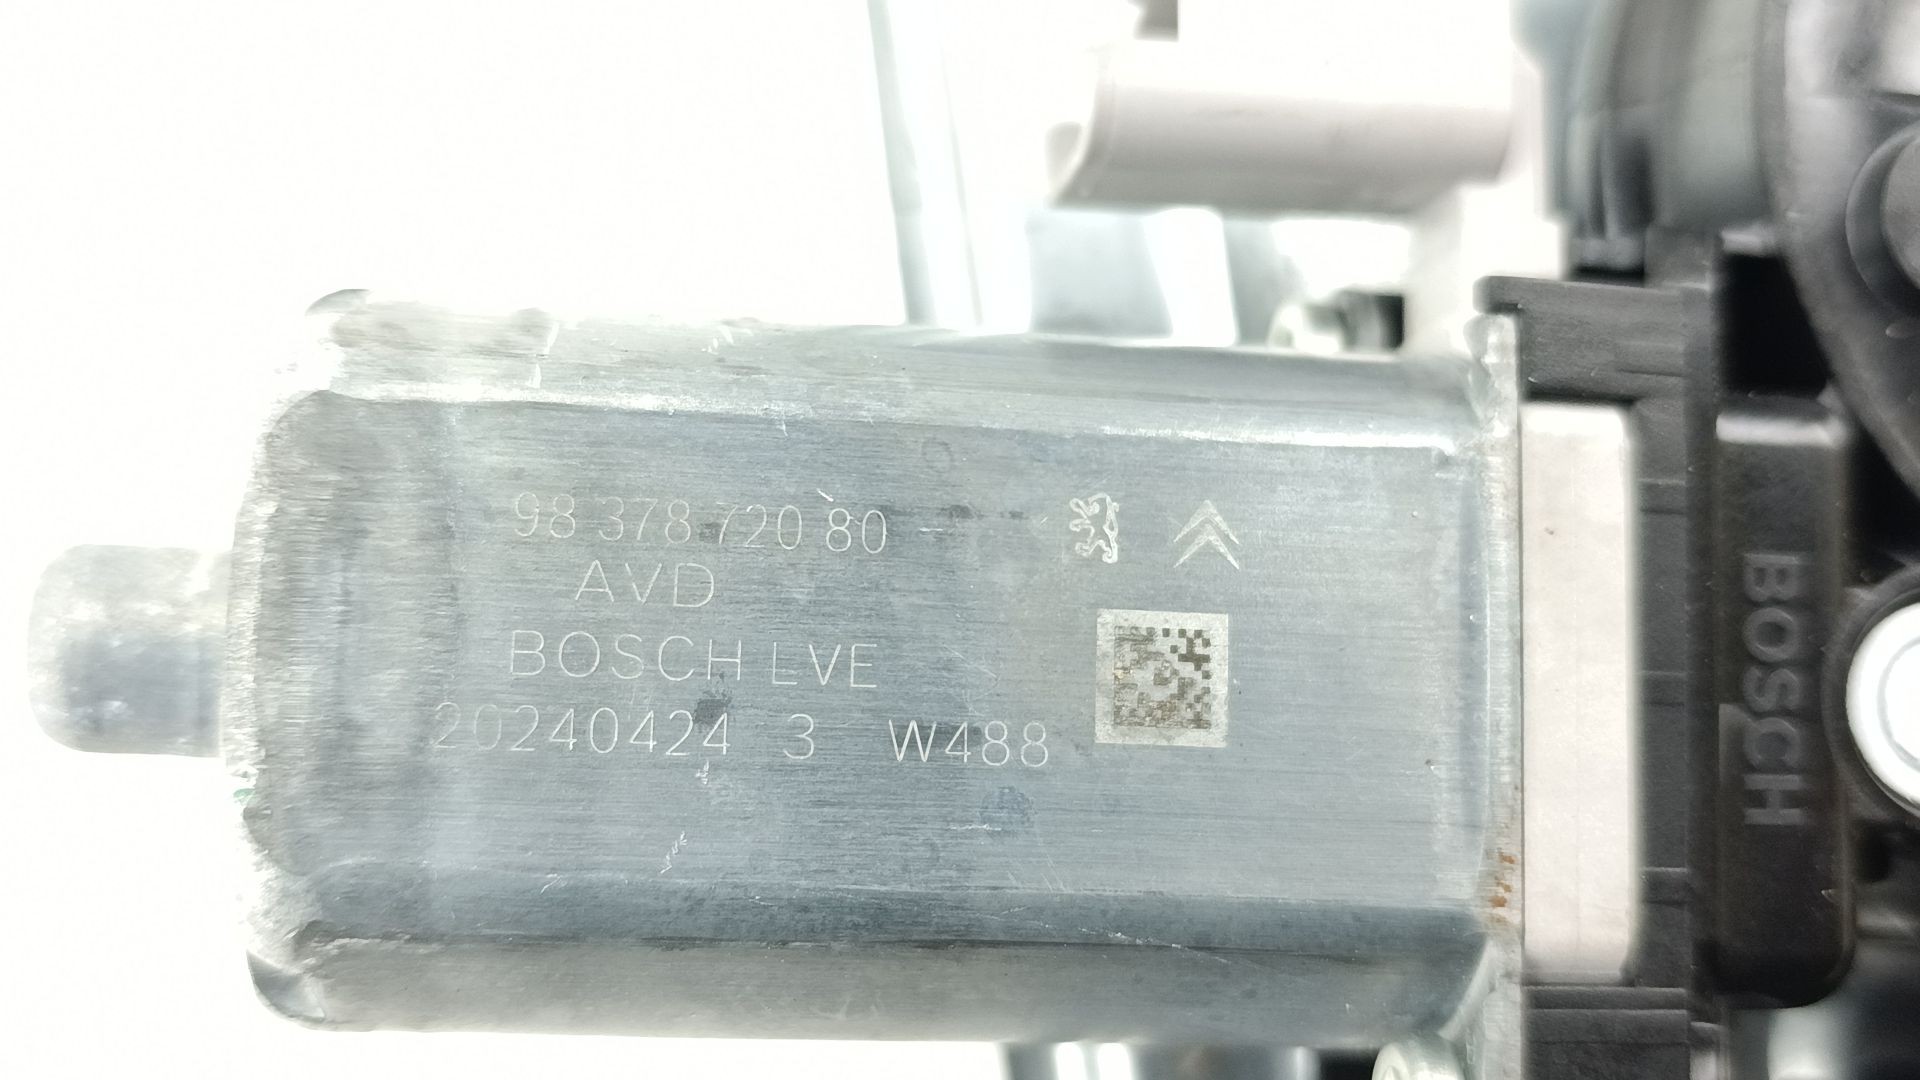 98 378 720 80
AVD
BOSCH LVE
20240424 3 W488
BOSCH